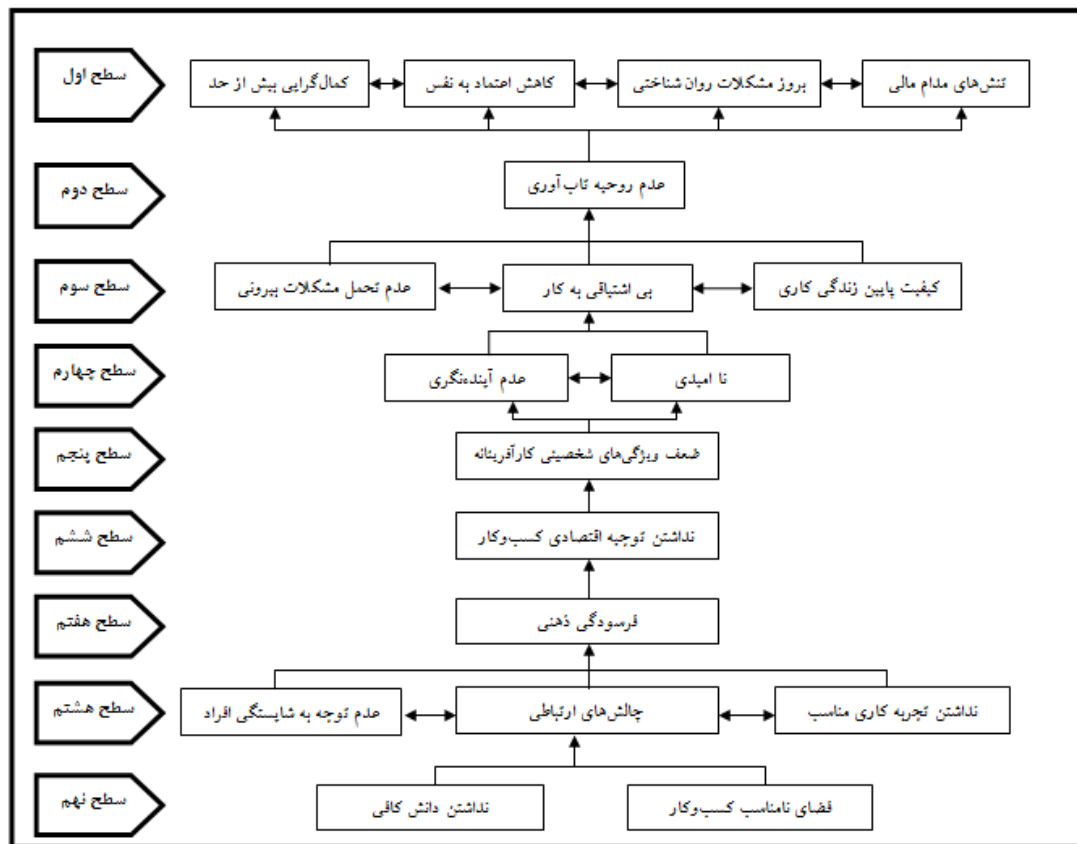 سطح اول
تنش‌های مدام مالی
بروز مشکلات روان شناختی
کاهش اعتماد به نفس
کمال‌گرایی بیش از حد
سطح دوم
عدم روحیه تاب‌آوری
سطح سوم
کیفیت پایین زندگی کاری
بی اشتیاقی به کار
عدم تحمل مشکلات بیرونی
سطح چهارم
نا امیدی
عدم آینده‌نگری
سطح پنجم
ضعف ویژگی‌های شخصیتی کارآفرینانه
سطح ششم
نداشتن توجیه اقتصادی کسب‌وکار
سطح هفتم
فرسودگی ذهنی
سطح هشتم
نداشتن تجربه کاری مناسب
چالش‌های ارتباطی
عدم توجه به شایستگی افراد
سطح نهم
فضای نامناسب کسب‌وکار
نداشتن دانش کافی